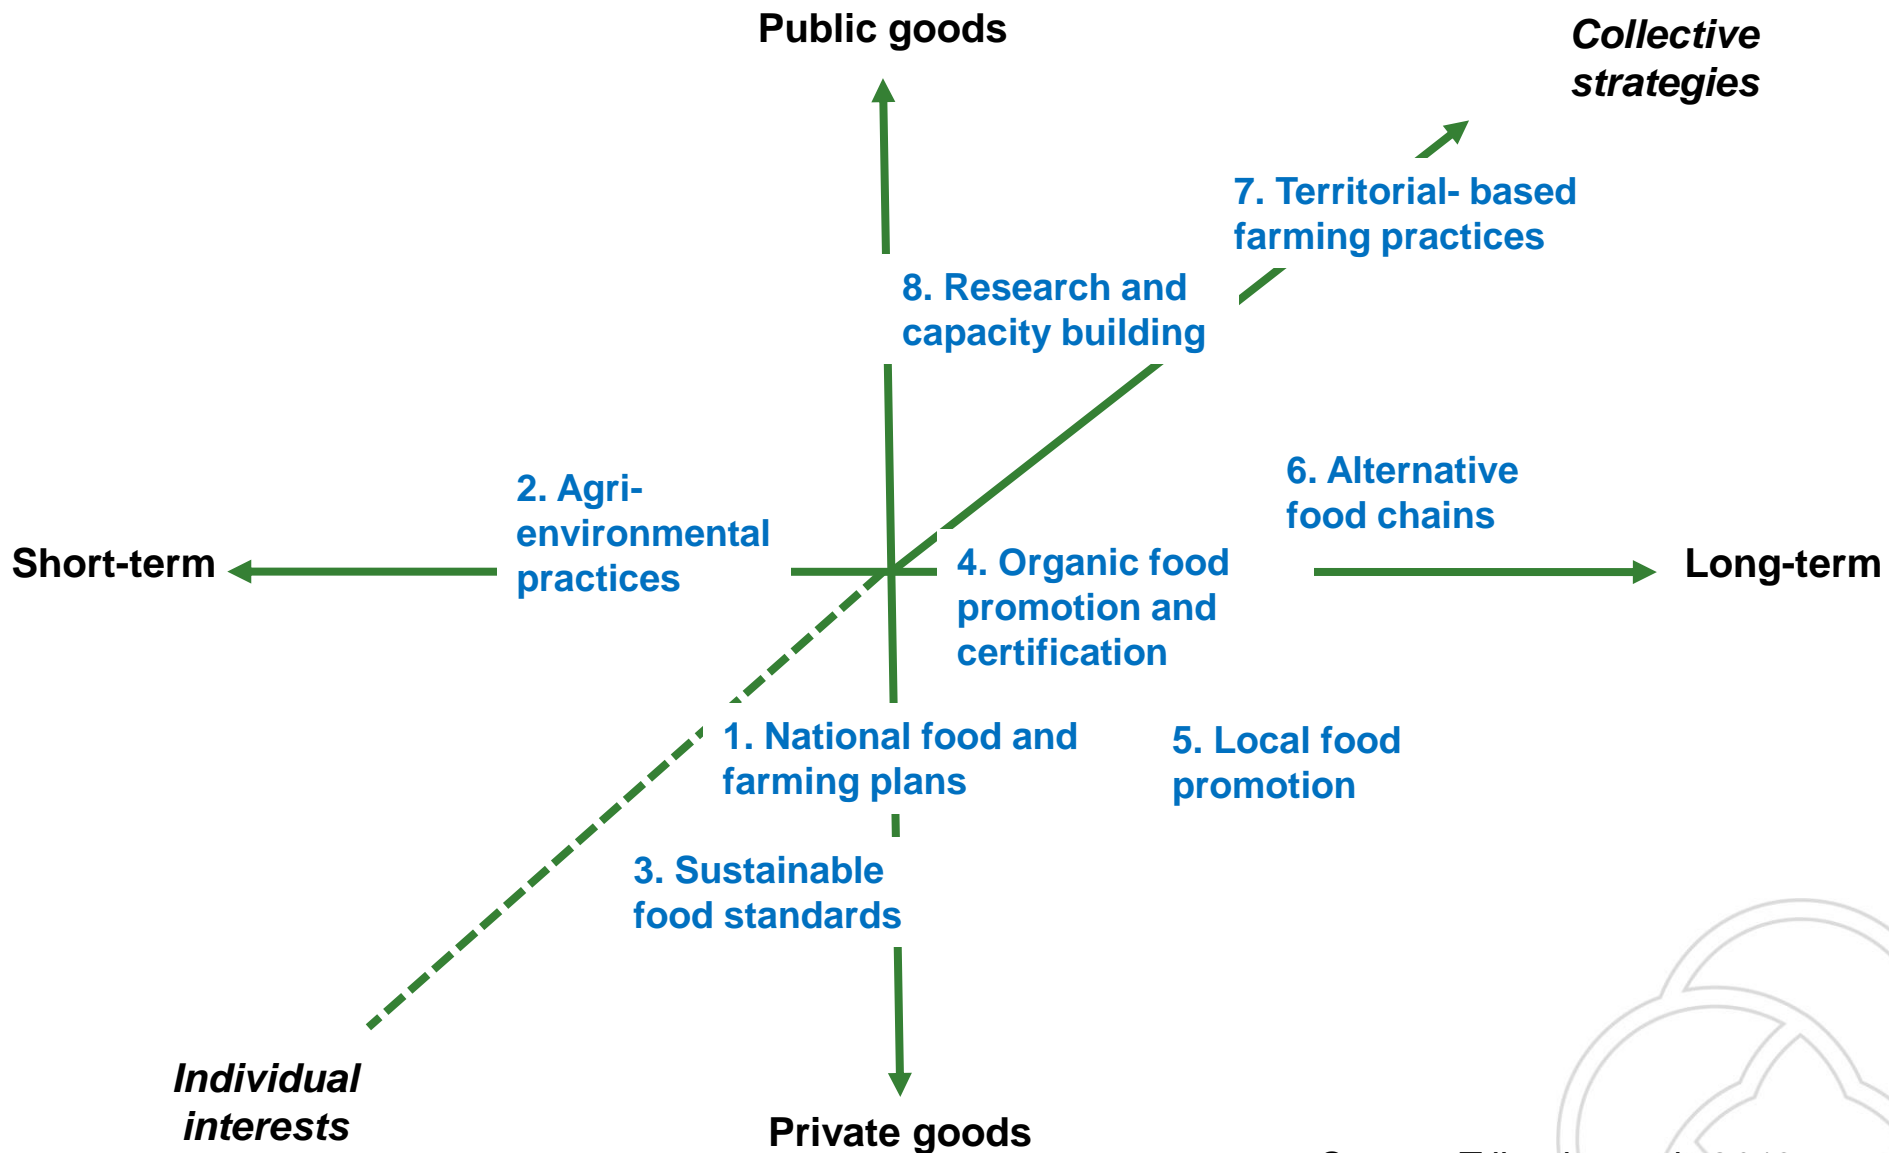 Public goods
Collective
strategies
7. Territorial- based
farming practices
8. Research and
capacity building
6. Alternative
food chains
2. Agri-
environmental
practices
Short-term
Long-term
4. Organic food
promotion and
certification
1. National food and
farming plans
5. Local food
promotion
3. Sustainable
food standards
Individual
interests
Private goods